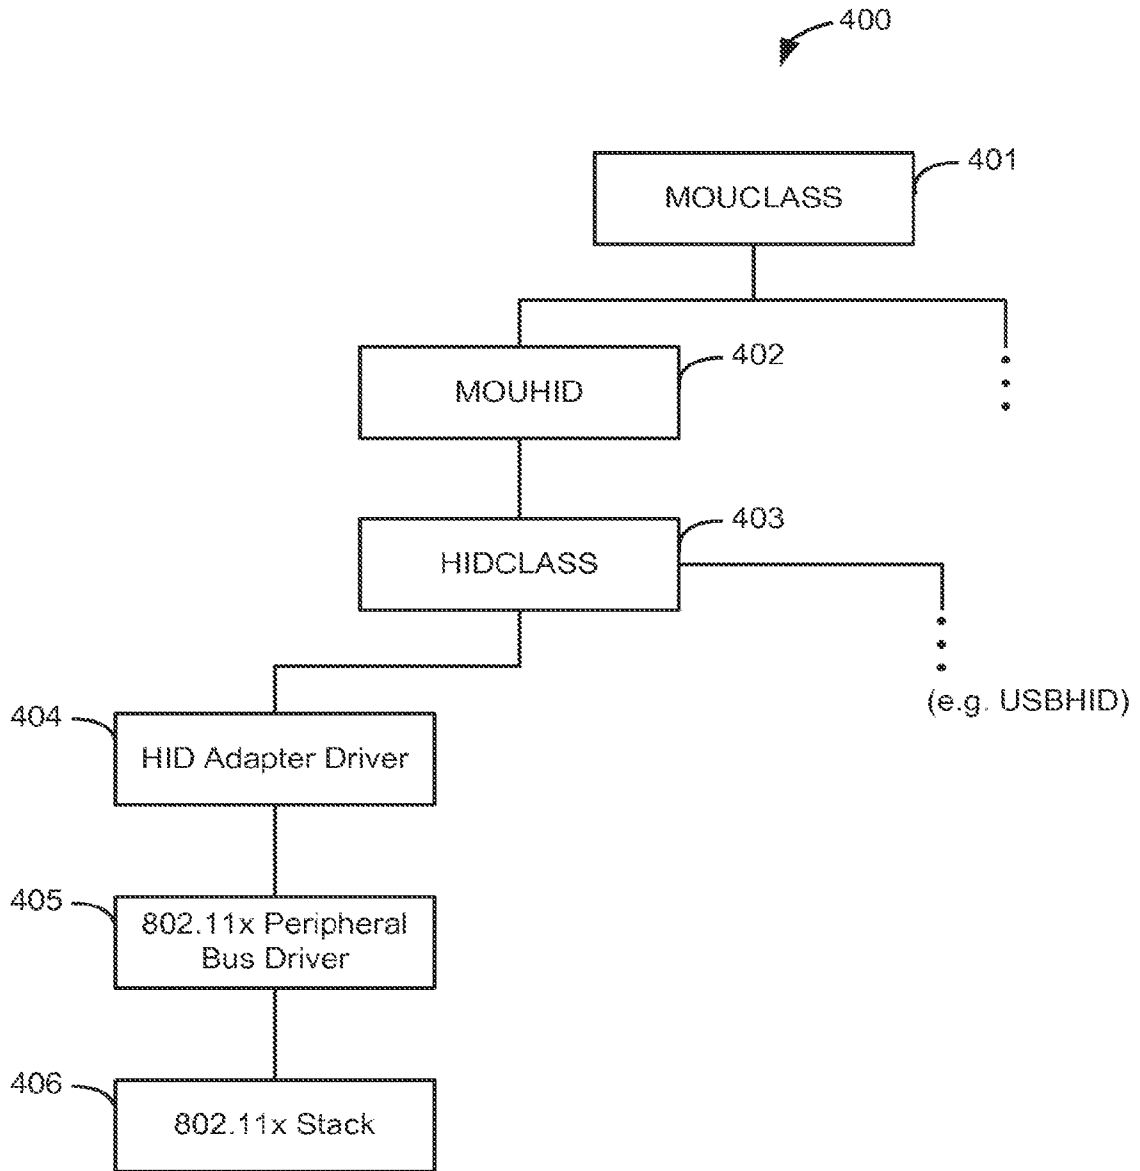 400
MOUCLASS
401
MOUHID
402
HIDCLASS
403
(e.g. USBHID)
404
HID Adapter Driver
405
802.11x Peripheral
Bus Driver
406
802.11x Stack